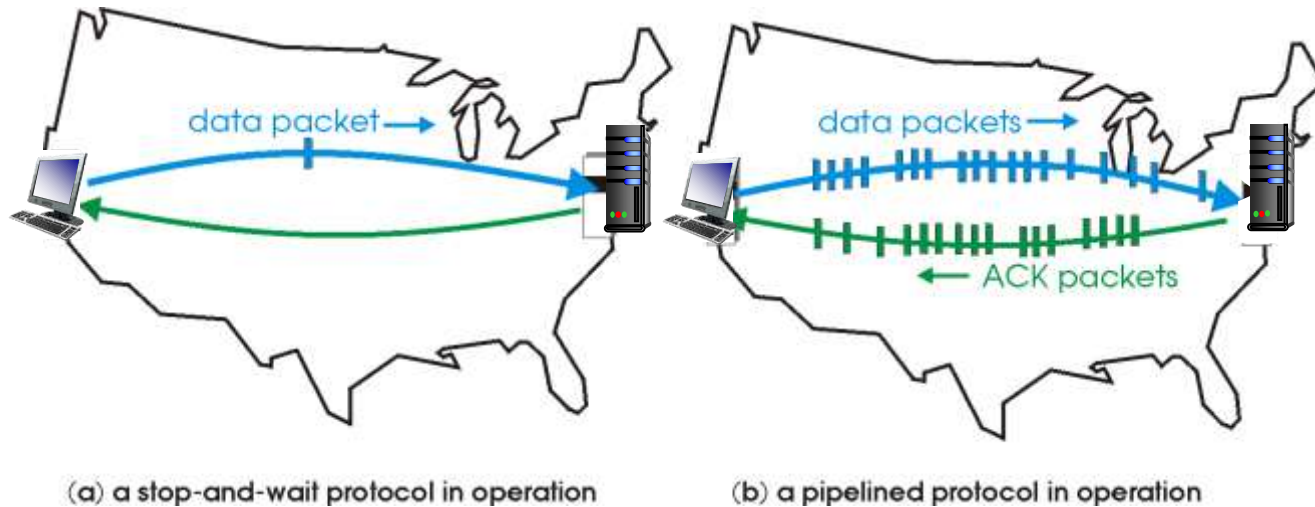 data packet
data packets
ACK packets
(a) a stop-and-wait protocol in operation
(b) a pipelined protocol in operation